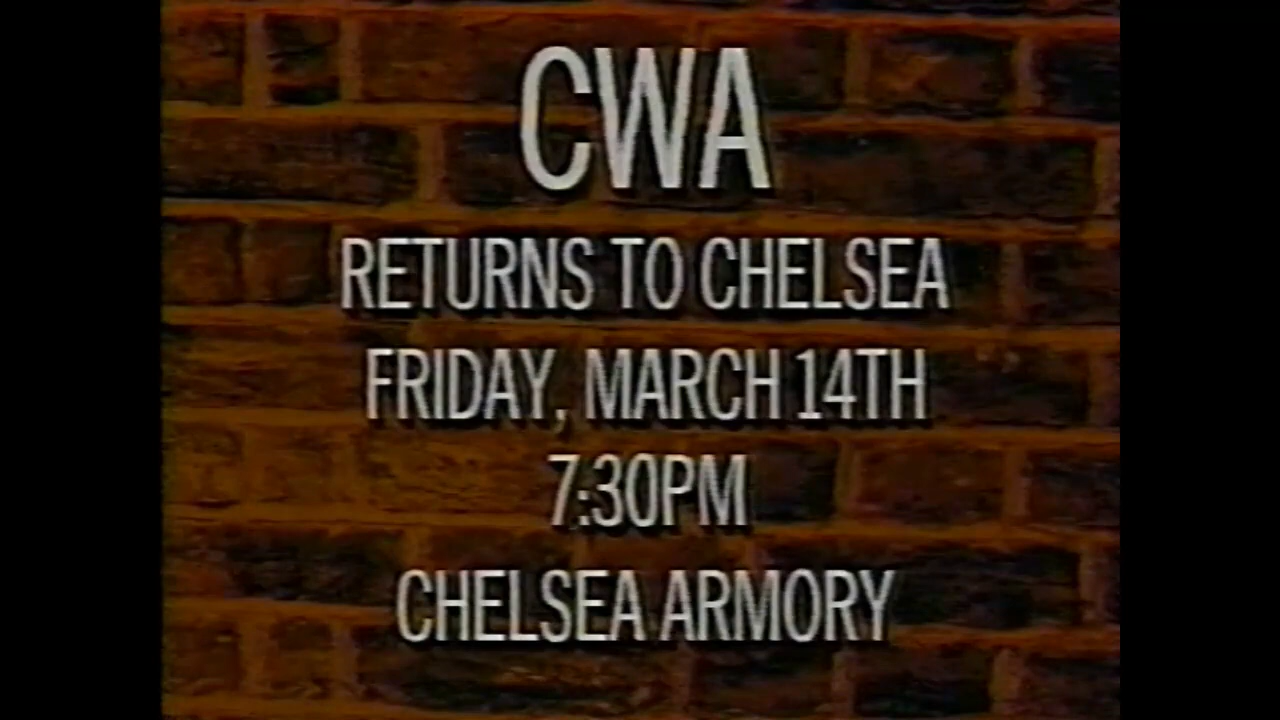 CWA
RETURNS TO CHELSEA
FRIDAY, MARCH 14TH
7:30PM
CHELSEA ARMORY